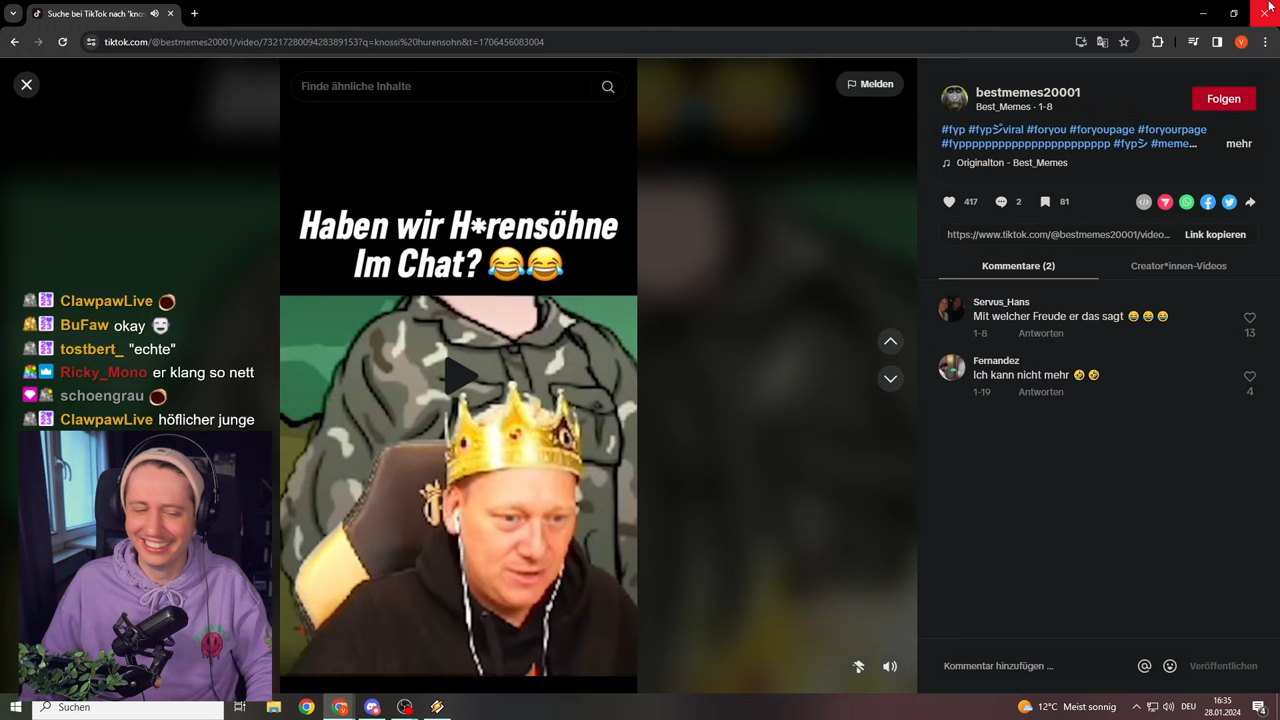 Suche bei TikTok nach 'knos
tiktok.com/@bestmemes20001/video/7321728009428389153?q=knossi%20hurensohn&t=1706456083004
V
Finde ähnliche Inhalte
Melden
Haben wir H*rensöhne
Im Chat? 😂😂
ClawpawLive
BuFaw okay
tostbert_ "echte"
Ricky_Mono er klang so nett
schoengrau
ClawpawLive höflicher junge
bestmemes20001
Best_Memes · 1-8
Folgen
#fyp #fypジviral #foryou #foryoupage #foryourpage
#fyppppppppppppppppppppppp #fypシ #meme... mehr
♫ Originalton - Best_Memes
417 2 81
https://www.tiktok.com/@bestmemes20001/video... Link kopieren
Kommentare (2) Creator*innen-Videos
Servus_Hans
Mit welcher Freude er das sagt 😂😂😂
1-8 Antworten 13
Fernandez
Ich kann nicht mehr 🤣🤣
1-19 Antworten 4
Kommentar hinzufügen ... Veröffentlichen
Suchen
12°C Meist sonnig DEU 16:35
28.01.2024 4